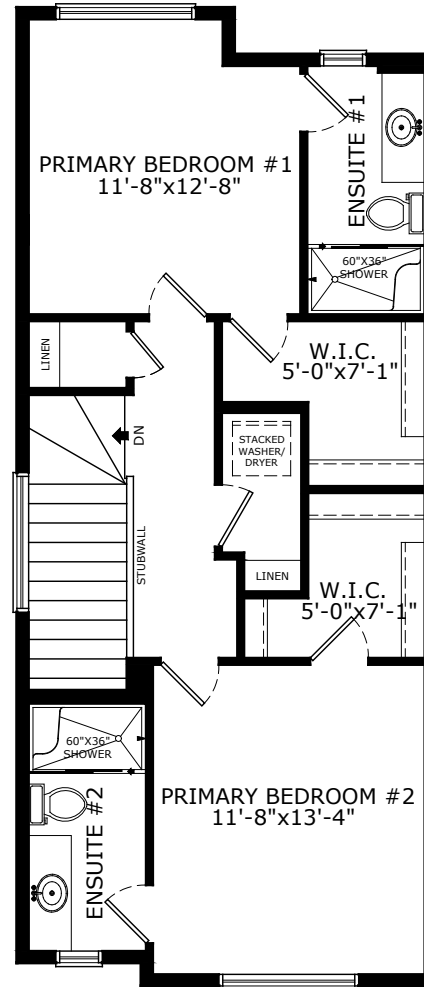 PRIMARY BEDROOM #1
11'-8"x12'-8"
ENSUITE #1
60"X36"
SHOWER
LINEN
W.I.C.
5'-0"x7'-1"
DN
STACKED
WASHER/
DRYER
STUBWALL
LINEN
W.I.C.
5'-0"x7'-1"
60"X36"
SHOWER
ENSUITE #2
PRIMARY BEDROOM #2
11'-8"x13'-4"